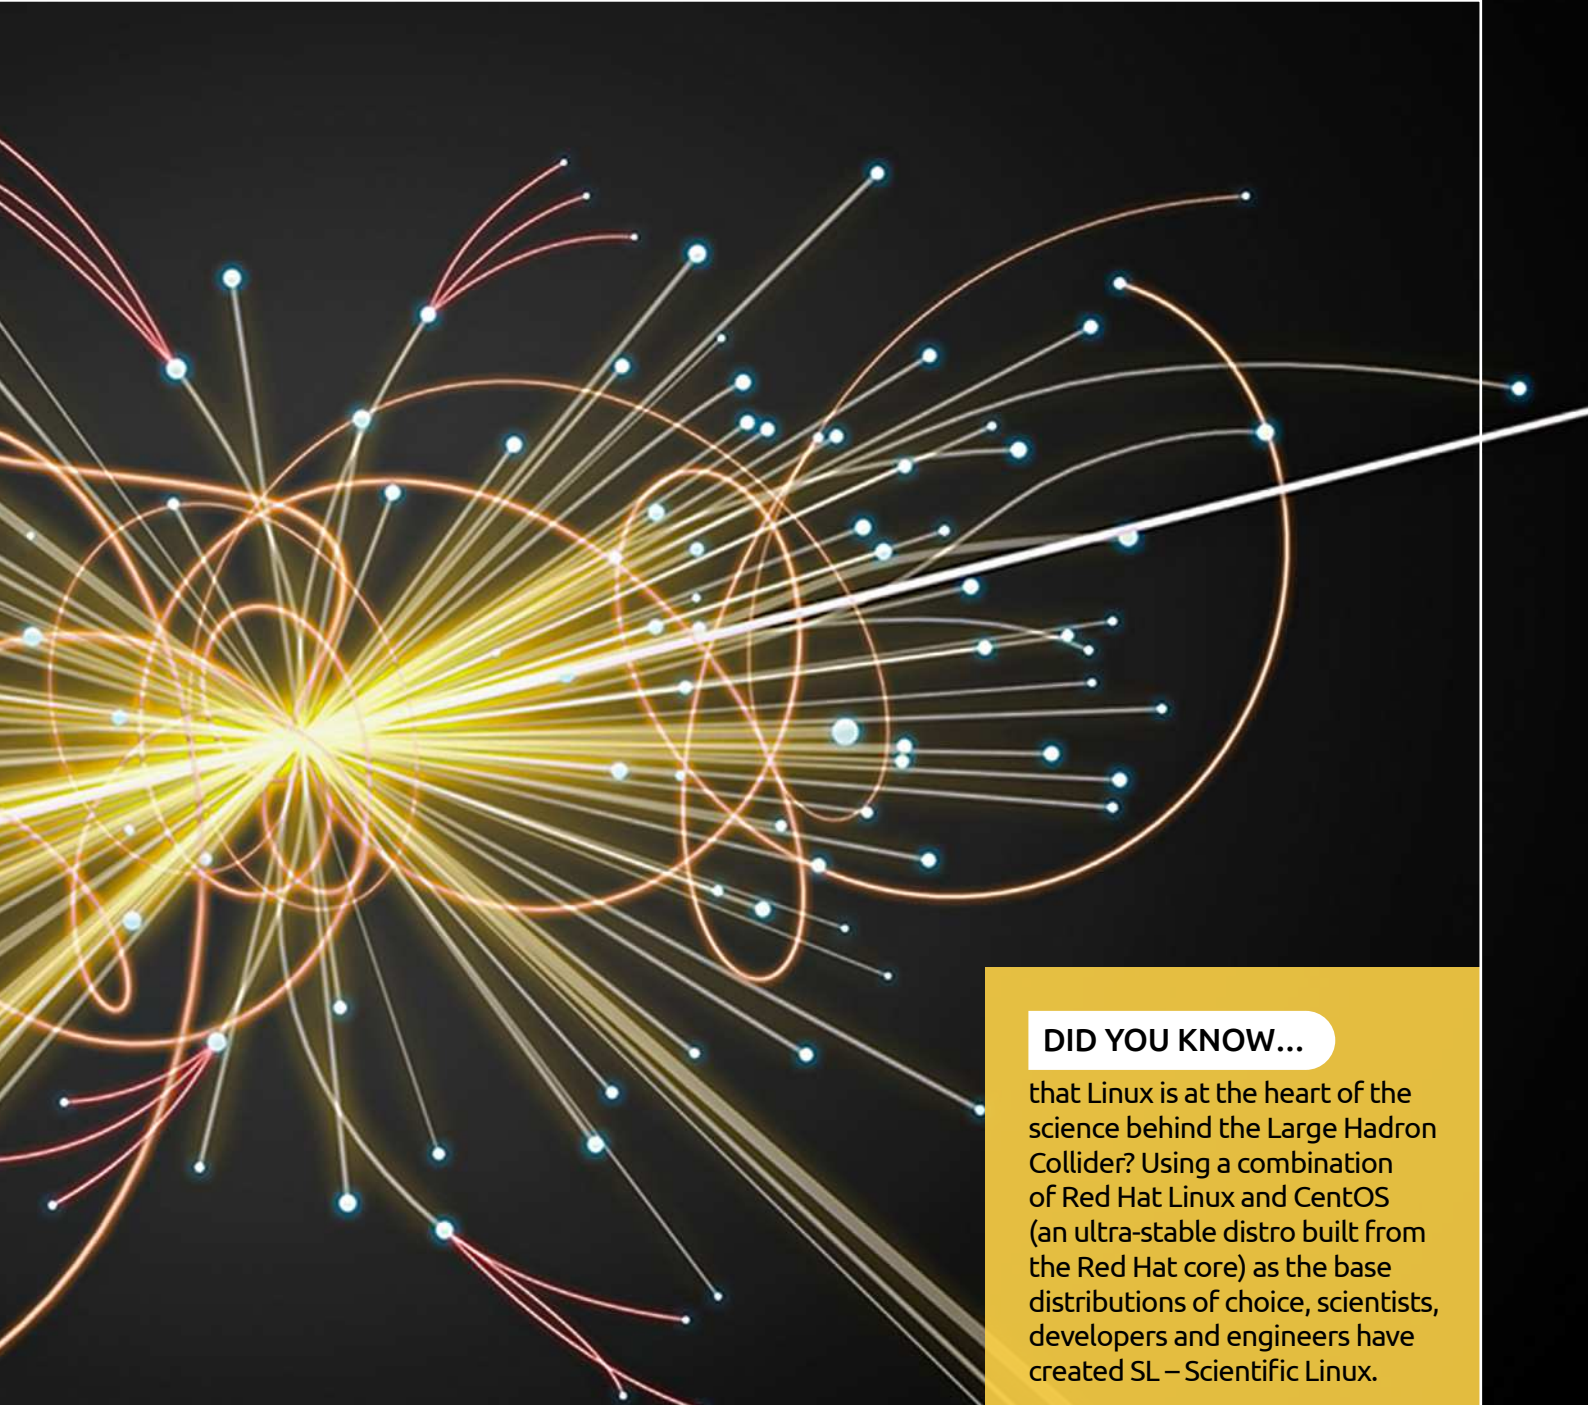 DID YOU KNOW...
that Linux is at the heart of the
science behind the Large Hadron
Collider? Using a combination
of Red Hat Linux and CentOS
(an ultra-stable distro built from
the Red Hat core) as the base
distributions of choice, scientists,
developers and engineers have
created SL – Scientific Linux.